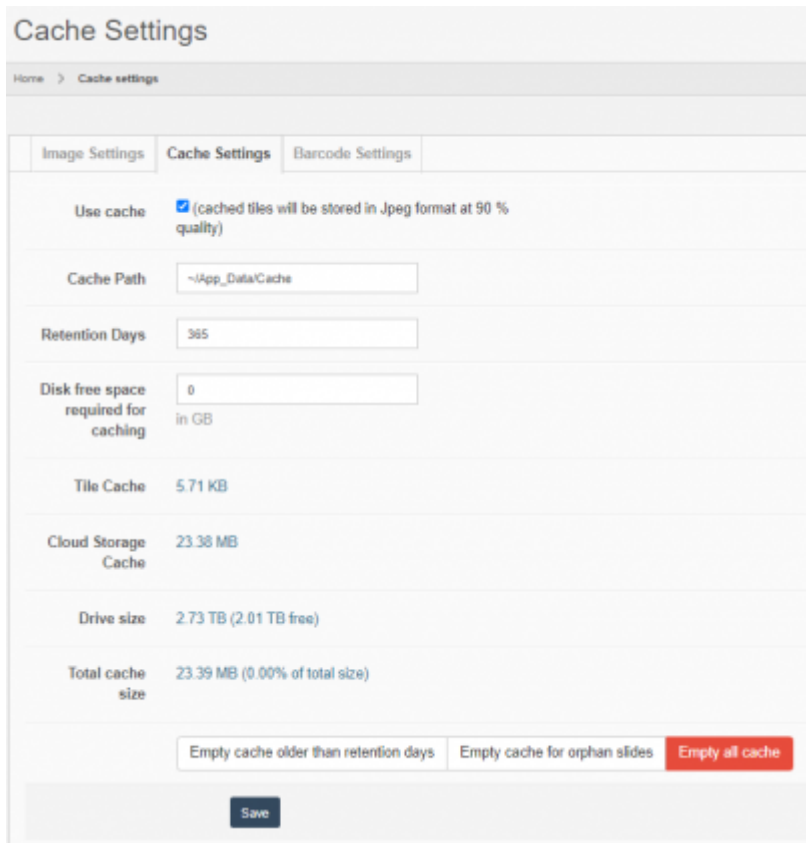 Cache Settings
Home > Cache settings
Image Settings Cache Settings Barcode Settings
Use cache (cached tiles will be stored in Jpeg format at 90 %
quality)
Cache Path ~/App_Data/Cache
Retention Days 365
Disk free space
required for
caching
0
in GB
Tile Cache 5.71 KB
Cloud Storage
Cache
23.38 MB
Drive size 2.73 TB (2.01 TB free)
Total cache
size
23.39 MB (0.00% of total size)
Empty cache older than retention days Empty cache for orphan slides Empty all cache
Save